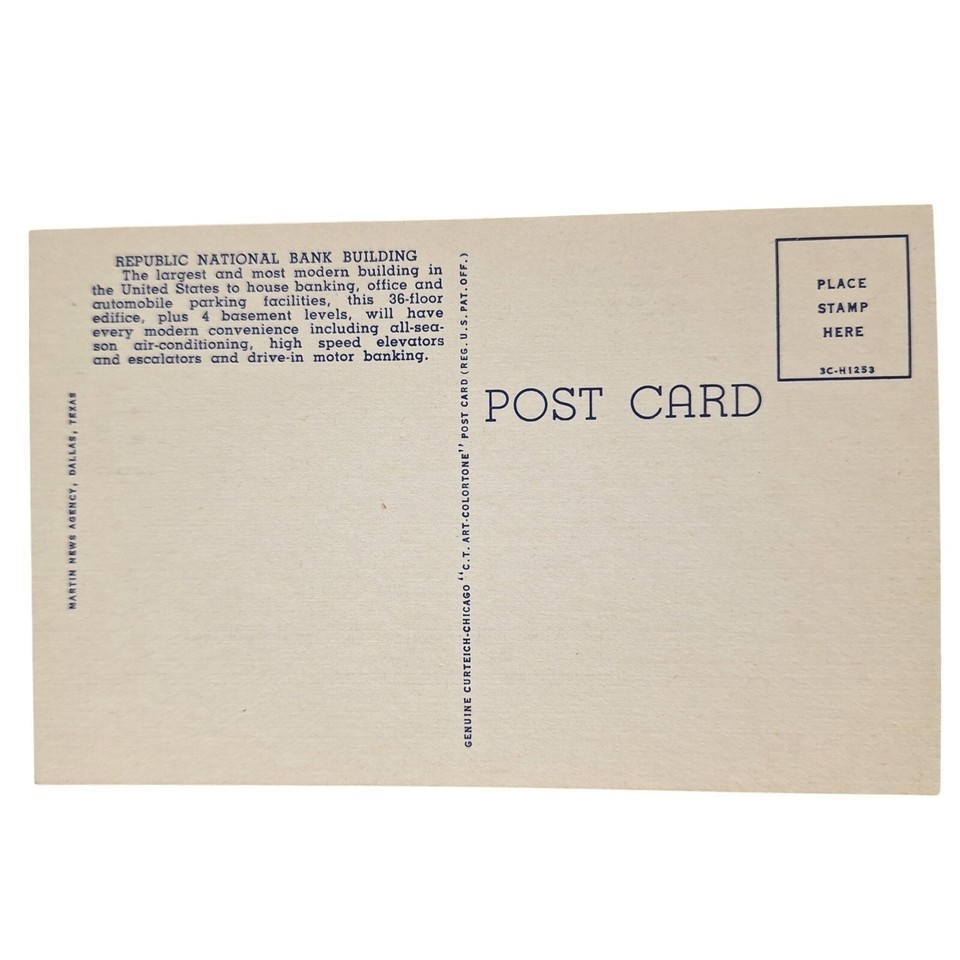 REPUBLIC NATIONAL BANK BUILDING
The largest and most modern building in
the United States to house banking, office and
automobile parking facilities, this 36-floor
edifice, plus 4 basement levels, will have
every modern convenience including all-sea-
son air-conditioning, high speed elevators
and escalators and drive-in motor banking.
MARTIN NEWS AGENCY, DALLAS, TEXAS
GENUINE CURTEICH-CHICAGO "C.T. ART-COLORTONE" POST CARD (REG. U.S. PAT. OFF.)
POST CARD
PLACE
STAMP
HERE
3C-H1253